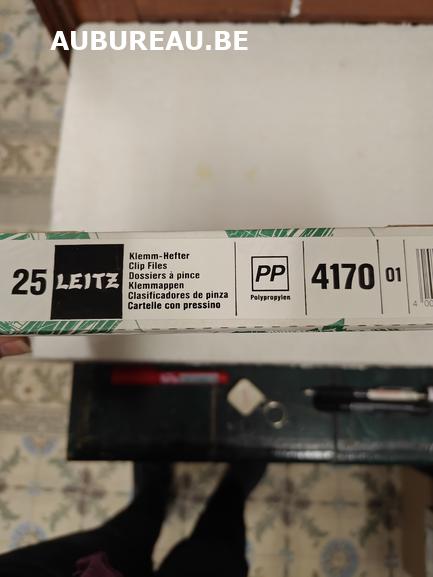 AUBUREAU.BE
25
LEITZ
Klemm-Hefter
Clip Files
Dossiers à pince
Klemmappen
Clasificadores de pinza
Cartelle con pressino
PP
Polypropylen
4170
01